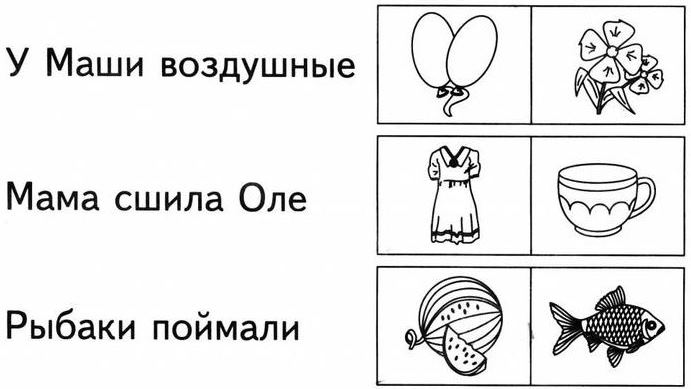 У Маши воздушные
Мама сшила Оле
Рыбаки поймали